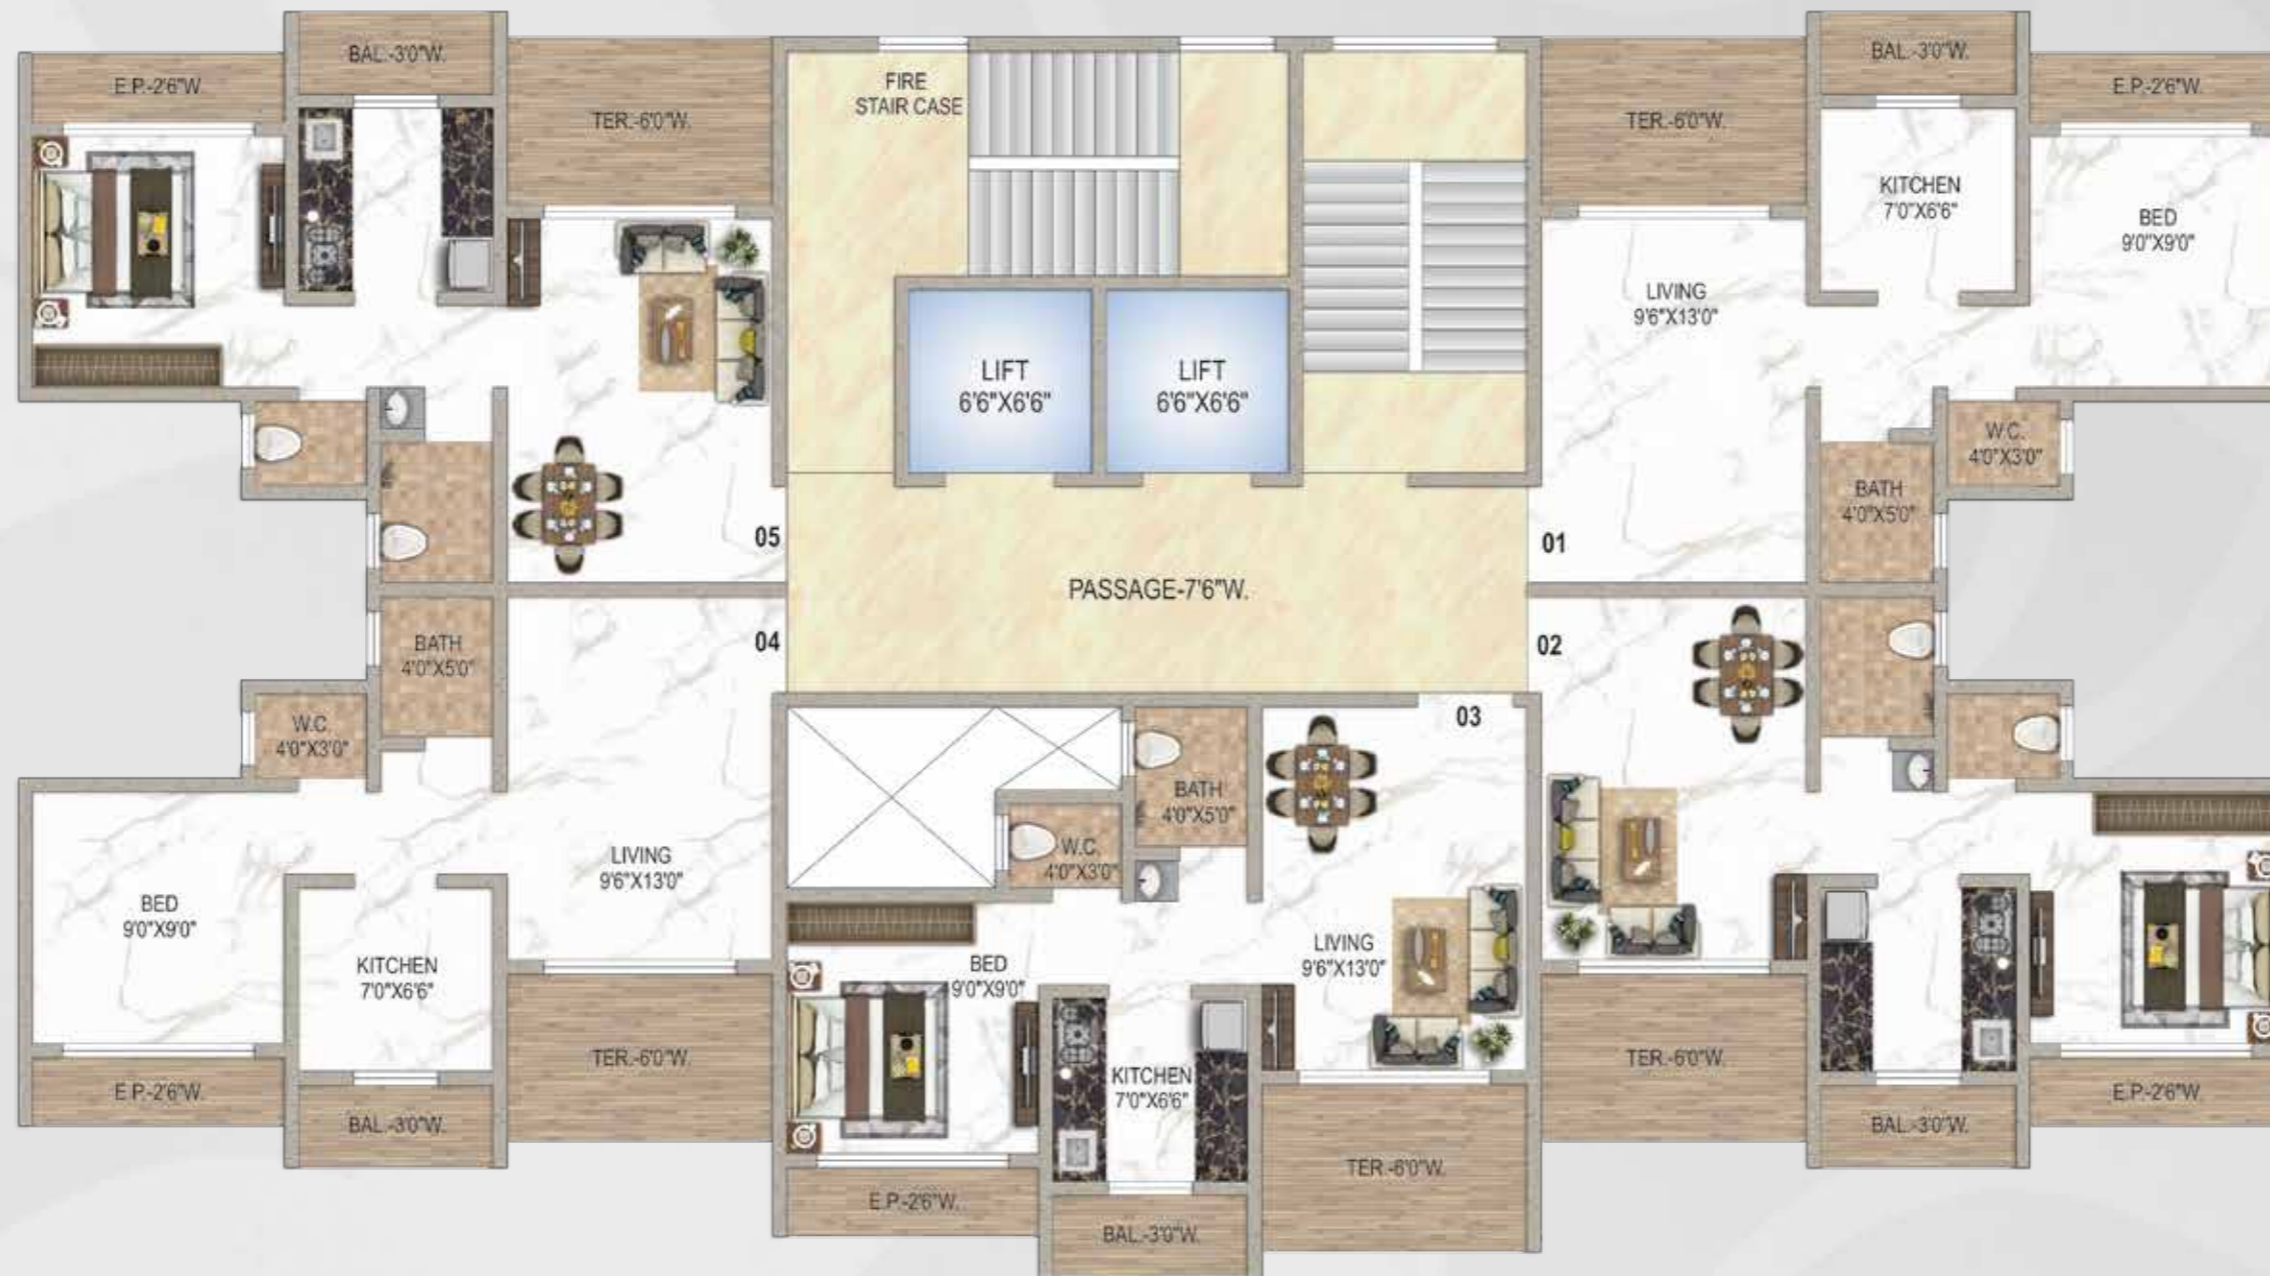 BAL.-3'0"W.
E.P.-2'6"W
TER.-6'0"W.
FIRE
STAIR CASE
TER.-6'0"W.
BAL.-3'0"W.
E.P.-2'6"W.
KITCHEN
7'0"X6'6"
BED
9'0"X9'0"
LIVING
9'6"X13'0"
LIFT
6'6"X6'6"
LIFT
6'6"X6'6"
W.C.
4'0"X3'0"
BATH
4'0"X5'0"
05
01
PASSAGE-7'6"W.
04
02
BATH
4'0"X5'0"
W.C.
4'0"X3'0"
03
BATH
4'0"X5'0"
W.C.
4'0"X3'0"
LIVING
9'6"X13'0"
BED
9'0"X9'0"
KITCHEN
7'0"X6'6"
BED
9'0"X9'0"
LIVING
9'6"X13'0"
TER.-6'0"W.
KITCHEN
7'0"X6'6"
TER.-6'0"W.
E.P.-2'6"W.
BAL.-3'0"W.
E.P.-2'6"W.
BAL.-3'0"W.
TER.-6'0"W.
E.P.-2'6"W.
BAL.-3'0"W.